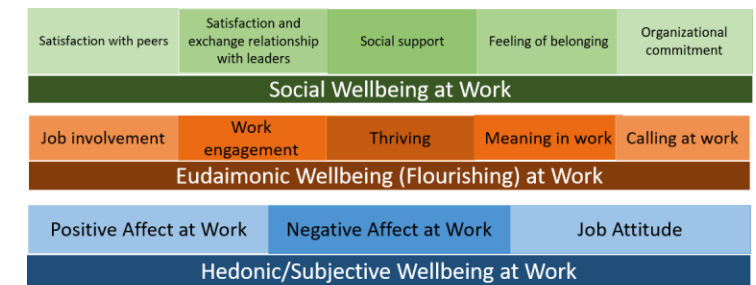 Satisfaction with peers
Satisfaction and
exchange relationship
with leaders
Social support
Feeling of belonging
Organizational
commitment
Social Wellbeing at Work
Job involvement
Work
engagement
Thriving
Meaning in work
Calling at work
Eudaimonic Wellbeing (Flourishing) at Work
Positive Affect at Work
Negative Affect at Work
Job Attitude
Hedonic/Subjective Wellbeing at Work